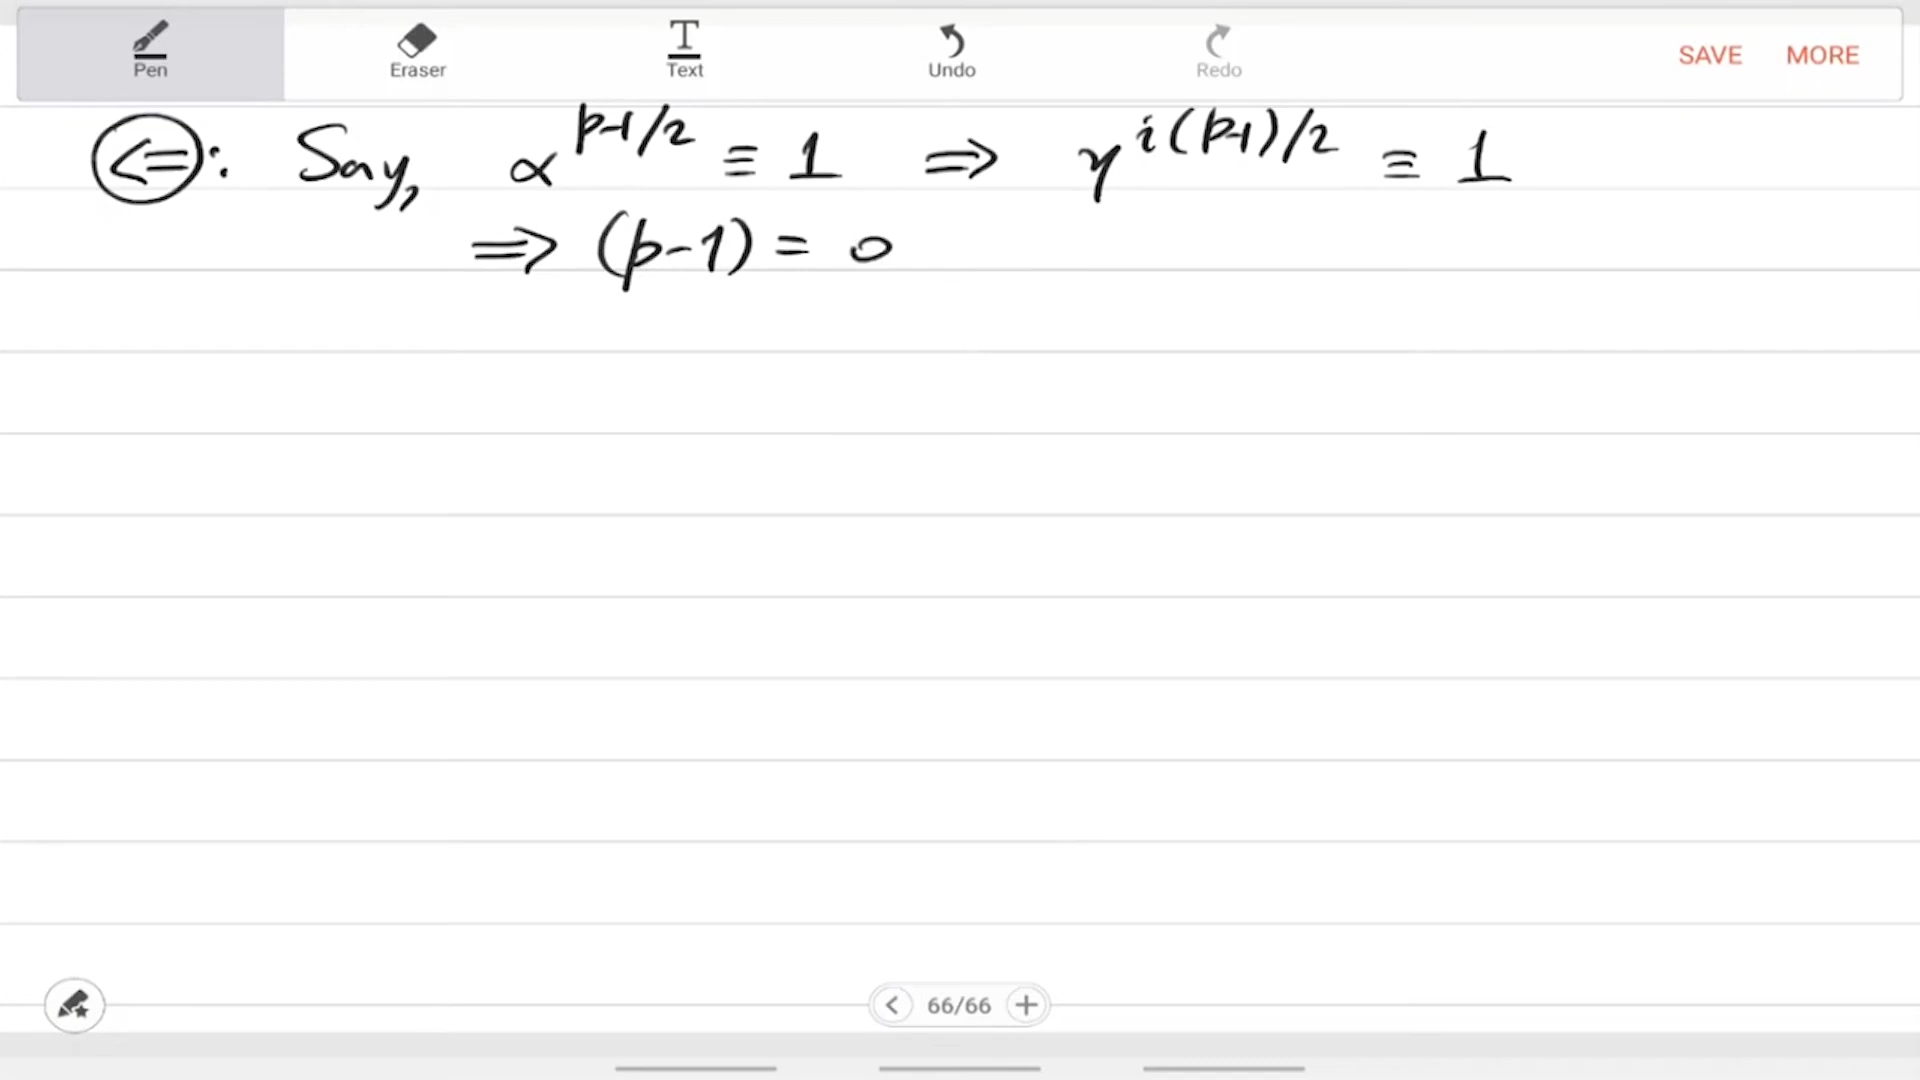 Pen Eraser Text Undo Redo SAVE MORE
<=: Say, α^{p-1/2} ≡ 1 => γ^{i(p-1)/2} ≡ 1
=> (p-1) = 0
66/66